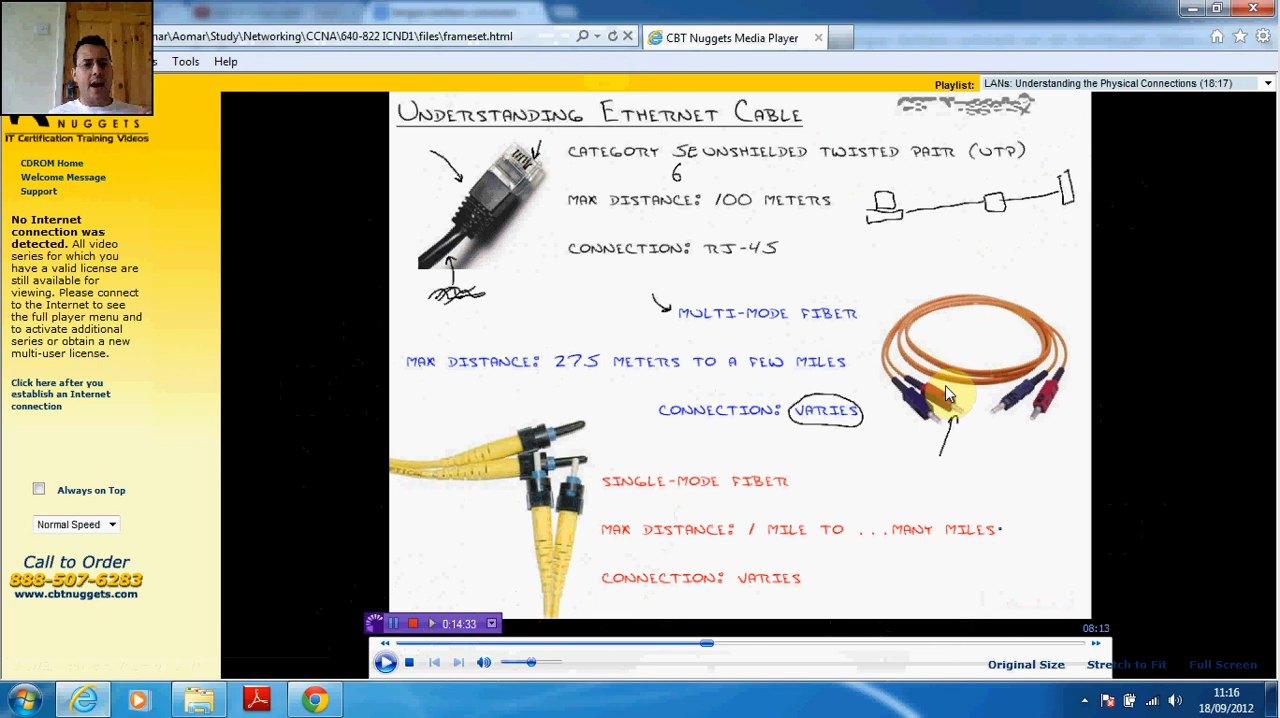 nar/Aomar/Study/Networking/CCNA/640-822 ICND1/files/frameset.html
CBT Nuggets Media Player
Tools Help
Playlist: LANs: Understanding the Physical Connections (18:17)
NUGGETS
IT Certification Training Videos
CDROM Home
Welcome Message
Support
No Internet
connection was
detected. All video
series for which you
have a valid license are
still available for
viewing. Please connect
to the Internet to see
the full player menu and
to activate additional
series or obtain a new
multi-user license.
Click here after you
establish an Internet
connection
Always on Top
Normal Speed
Call to Order
888-507-6283
www.cbtnuggets.com
UNDERSTANDING ETHERNET CABLE
CATEGORY 5E UNSHIELDED TWISTED PAIR (UTP)
6
MAX DISTANCE: 100 METERS
CONNECTION: RJ-45
MULTI-MODE FIBER
MAX DISTANCE: 275 METERS TO A FEW MILES
CONNECTION: VARIES
SINGLE-MODE FIBER
MAX DISTANCE: 1 MILE TO ...MANY MILES
CONNECTION: VARIES
0:14:33
08:13
Original Size Stretch to Fit Full Screen
11:16
18/09/2012